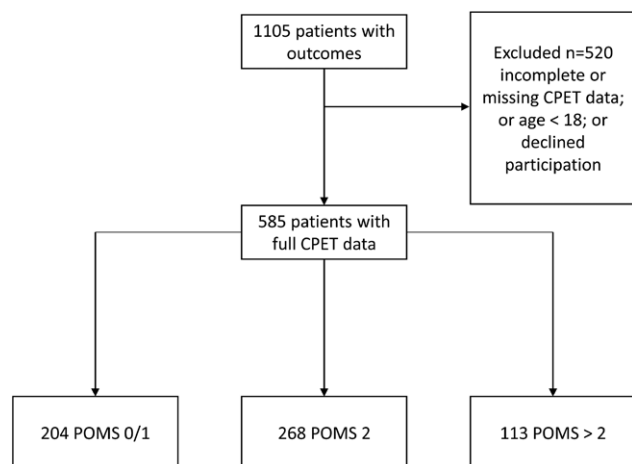 1105 patients with
outcomes
Excluded n=520
incomplete or
missing CPET data;
or age < 18; or
declined
participation
585 patients with
full CPET data
204 POMS 0/1
268 POMS 2
113 POMS > 2